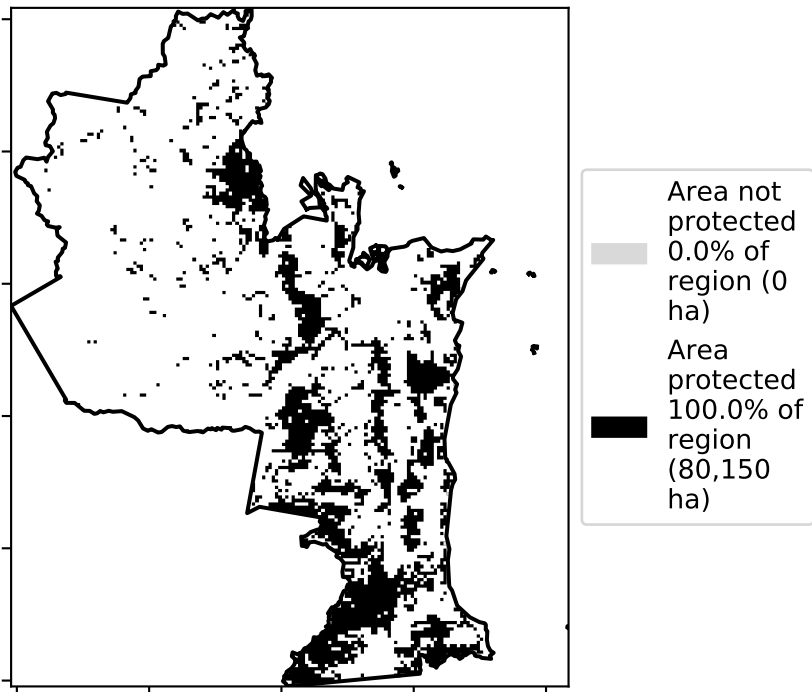 Area not
protected
0.0% of
region (0
ha)
Area
protected
100.0% of
region
(80,150
ha)